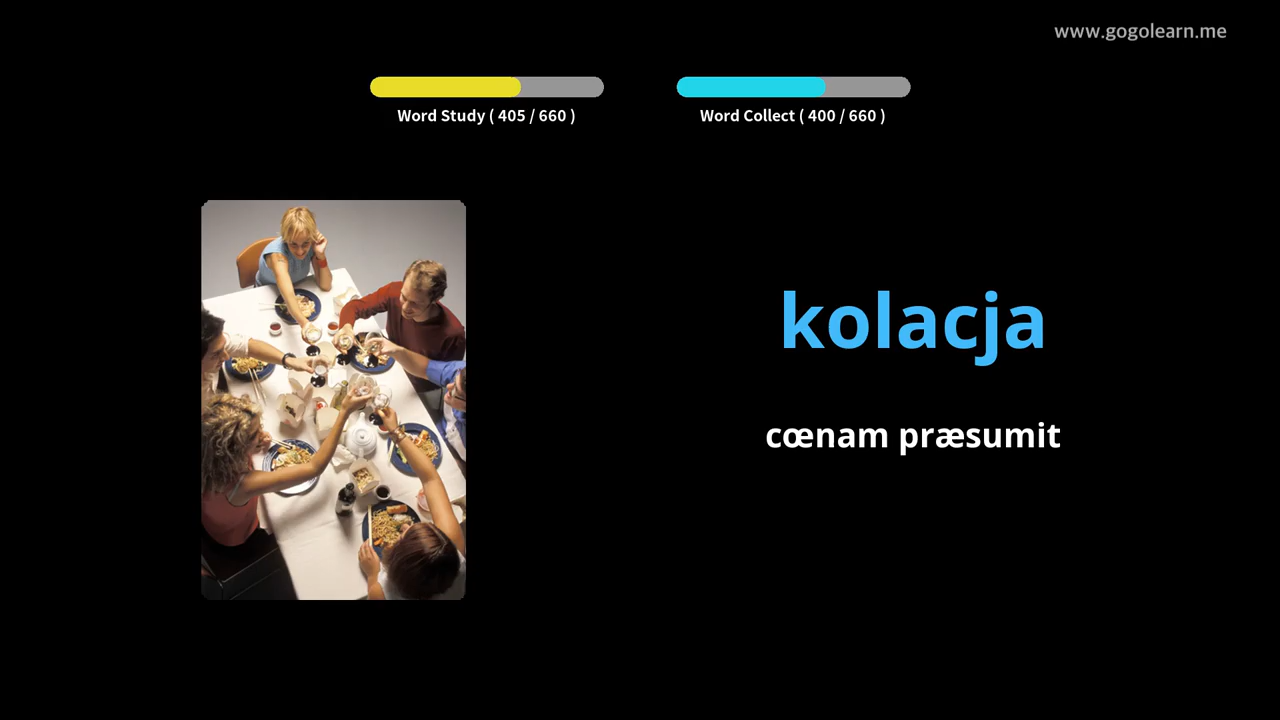 www.gogolearn.me
Word Study ( 405 / 660 )
Word Collect ( 400 / 660 )
kolacja
cœnam præsumit